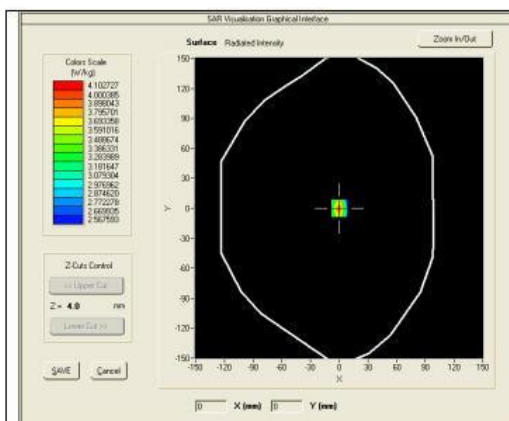 SAR Visualisation Graphical Interface
Surface Radiated Intensity
Zoom In/Out
Colors Scale
(W/kg)
4.102727
4.000385
3.898043
3.795701
3.693358
3.591016
3.488674
3.386331
3.283989
3.181647
3.079304
2.976962
2.874620
2.772278
2.669935
2.567593
Z-Cuts Control
<< Upper Cut
Z = 4.0 mm
Lower Cut >>
SAVE Cancel
150
120
90
60
30
0
-30
-60
-90
-120
-150
Y
-150 -120 -90 -60 -30 0 30 60 90 120 150
X
0 X (mm) 0 Y (mm)